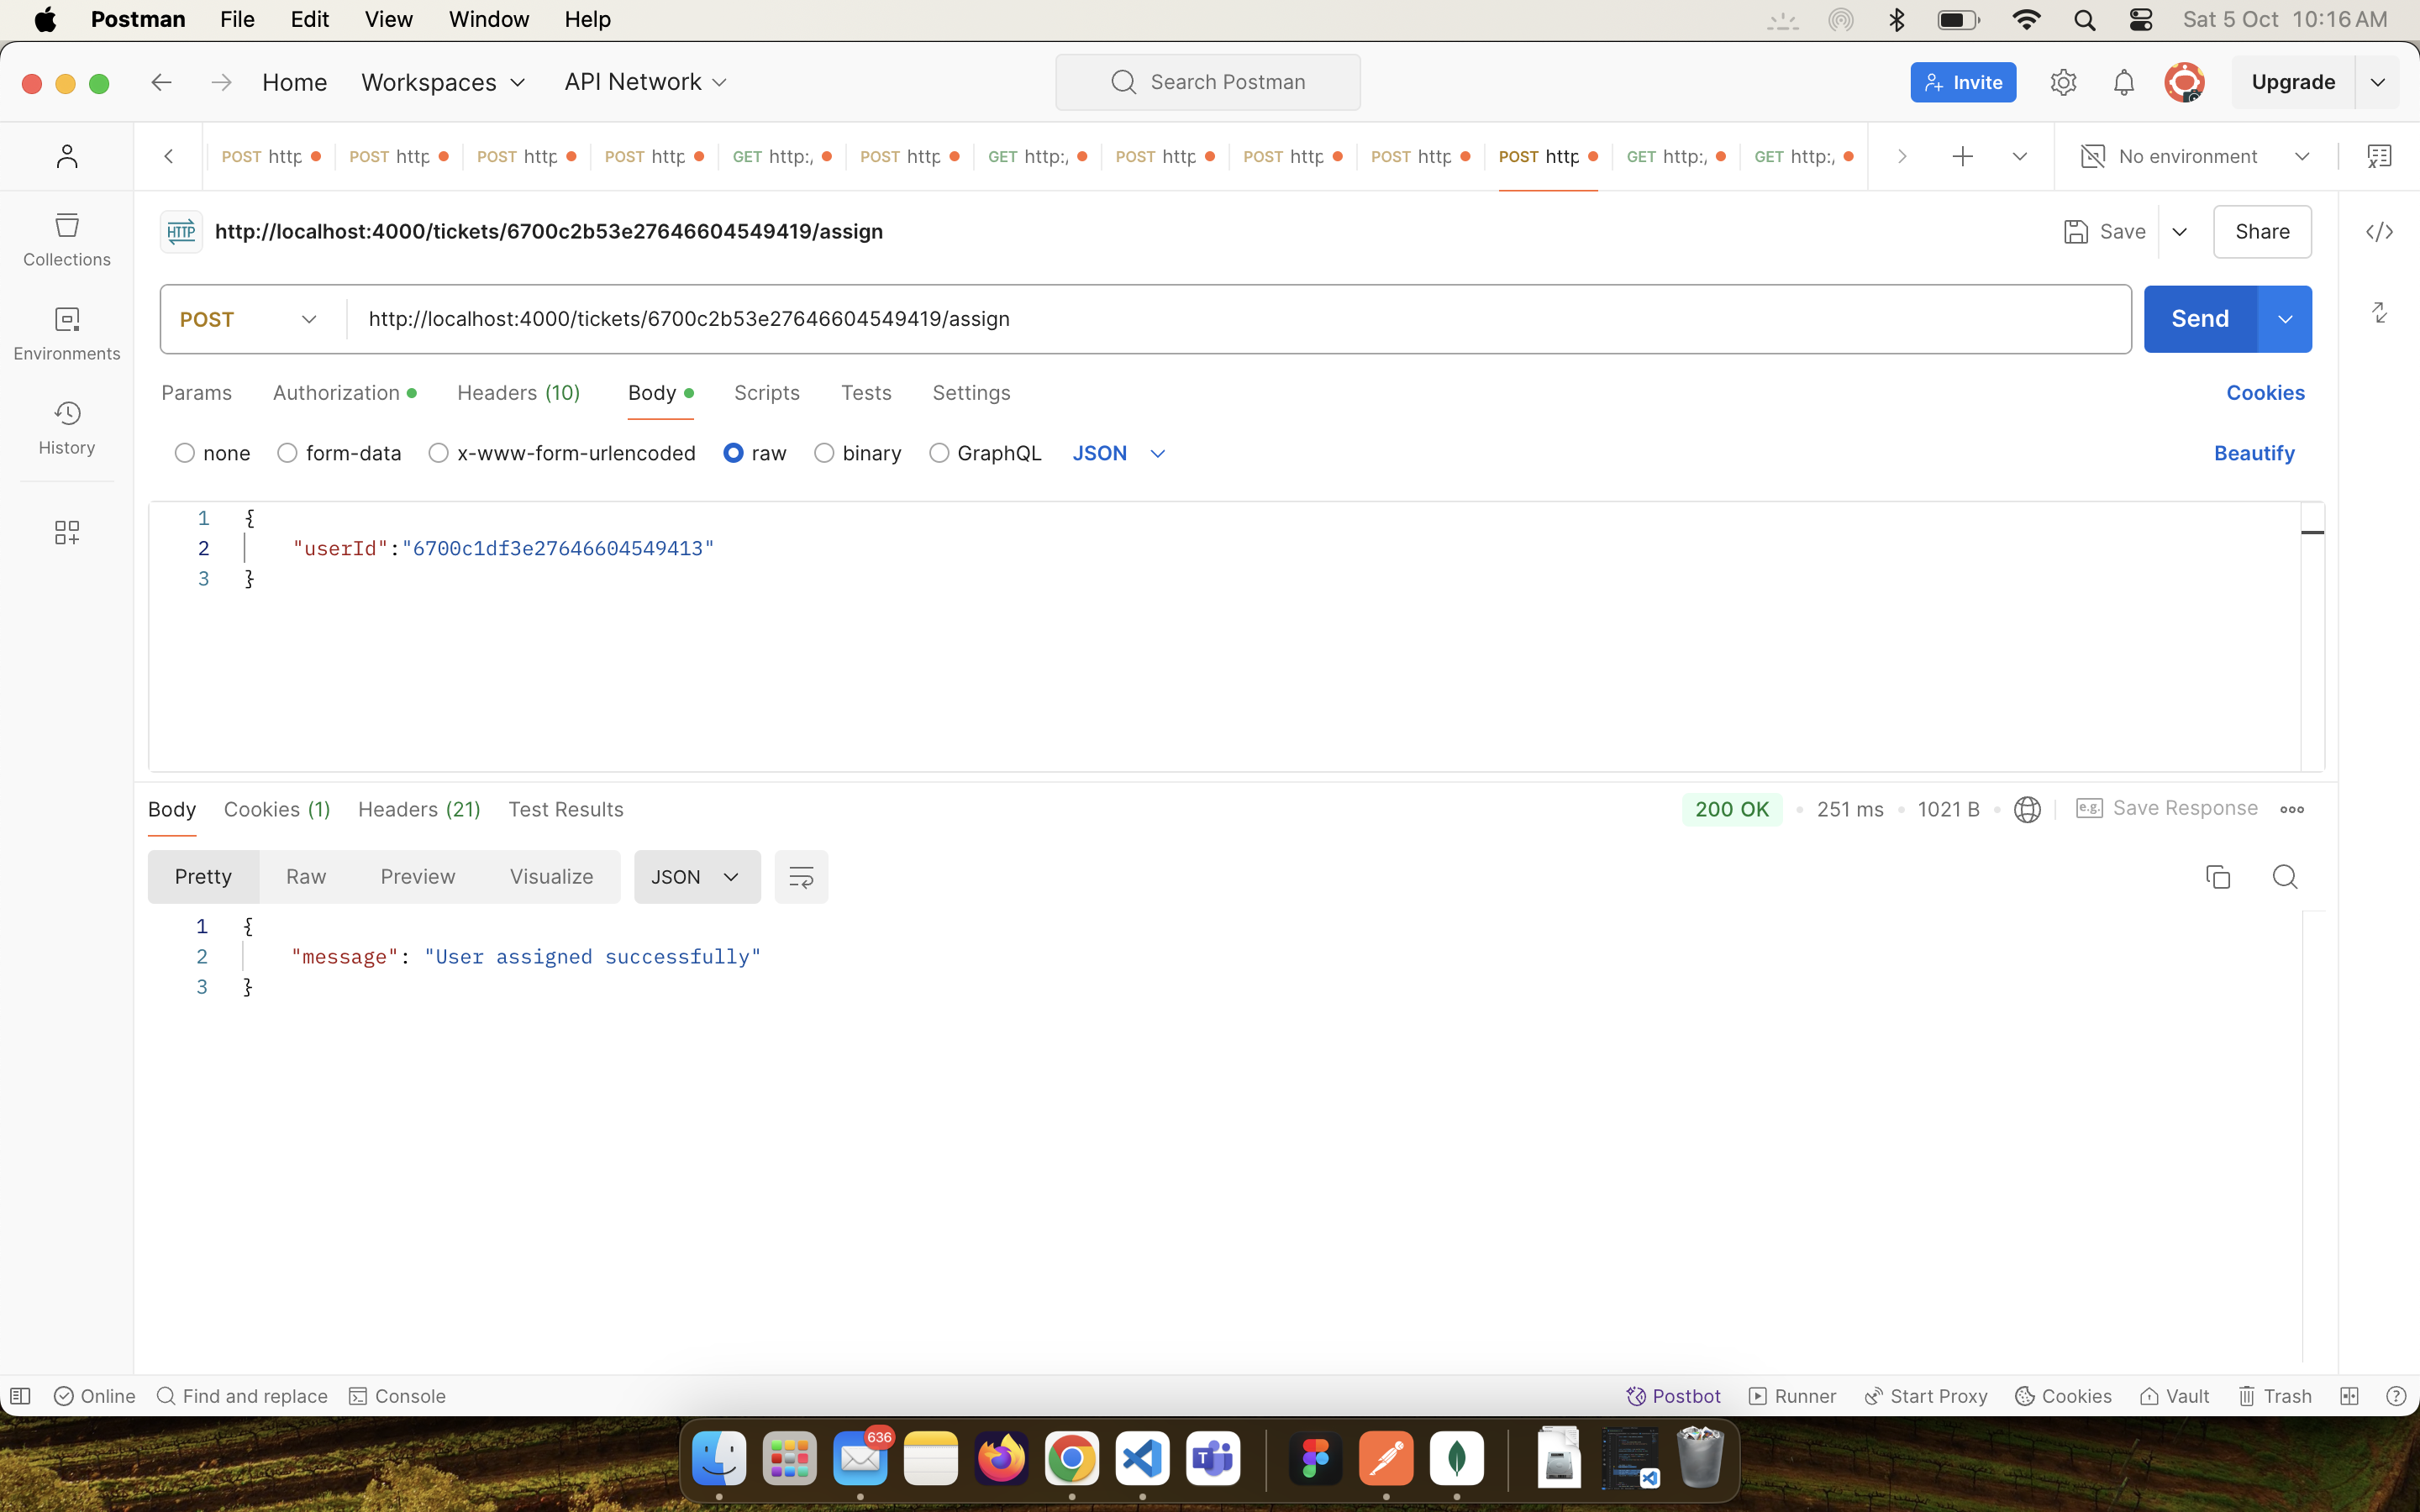 Postman File Edit View Window Help Sat 5 Oct 10:16 AM
Home Workspaces API Network Search Postman Invite Upgrade
POST http POST http POST http POST http GET http:/ POST http GET http:/ POST http POST http POST http POST http GET http:/ GET http:/ No environment
HTTP http://localhost:4000/tickets/6700c2b53e27646604549419/assign Save Share
Collections
POST http://localhost:4000/tickets/6700c2b53e27646604549419/assign Send
Environments
Params Authorization Headers (10) Body Scripts Tests Settings Cookies
History
none form-data x-www-form-urlencoded raw binary GraphQL JSON Beautify
1 {
2 "userId":"6700c1df3e27646604549413"
3 }
Body Cookies (1) Headers (21) Test Results 200 OK 251 ms 1021 B e.g. Save Response
Pretty Raw Preview Visualize JSON
1 {
2 "message": "User assigned successfully"
3 }
Online Find and replace Console Postbot Runner Start Proxy Cookies Vault Trash
636